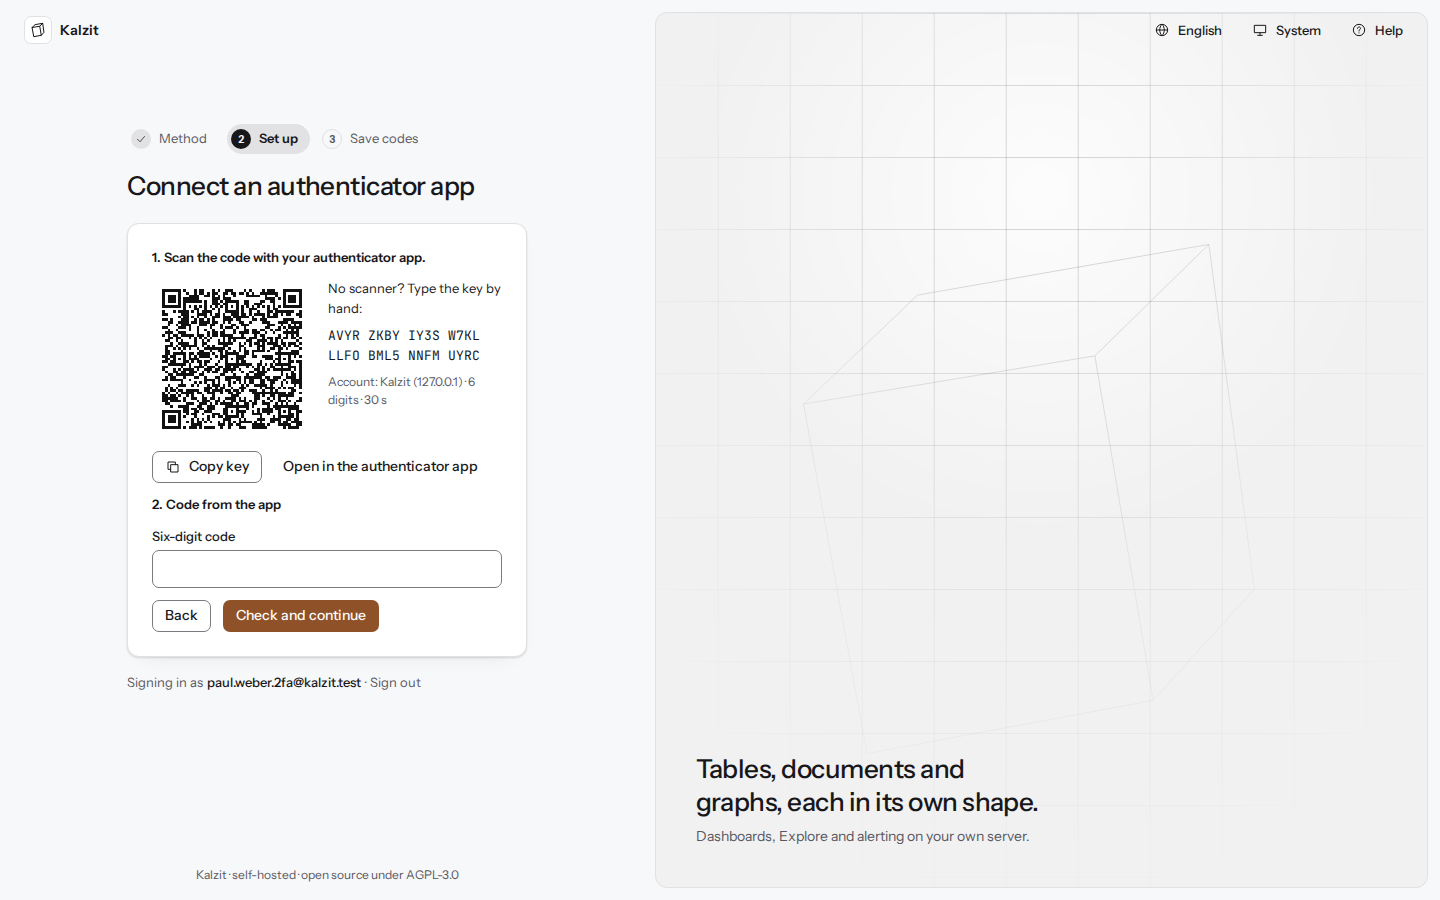 Kalzit
English
System
Help
Method
2 Set up
3 Save codes
Connect an authenticator app
1. Scan the code with your authenticator app.
No scanner? Type the key by
hand:
AVYR ZKBY IY3S W7KL
LLFO BML5 NNFM UYRC
Account: Kalzit (127.0.0.1) · 6
digits · 30 s
Copy key
Open in the authenticator app
2. Code from the app
Six-digit code
Back
Check and continue
Signing in as paul.weber.2fa@kalzit.test · Sign out
Tables, documents and
graphs, each in its own shape.
Dashboards, Explore and alerting on your own server.
Kalzit · self-hosted · open source under AGPL-3.0